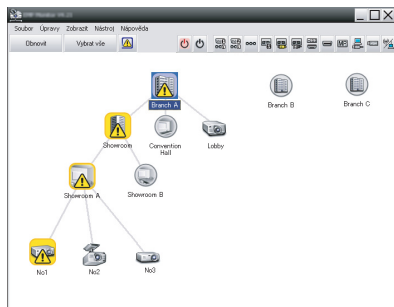 Soubor Úpravy Zobrazit Nástroj Nápověda
Obnovit Vybrat vše
Branch A
Branch B
Branch C
Showroom
Convention Hall
Lobby
Showroom A
Showroom B
No1
No2
No3